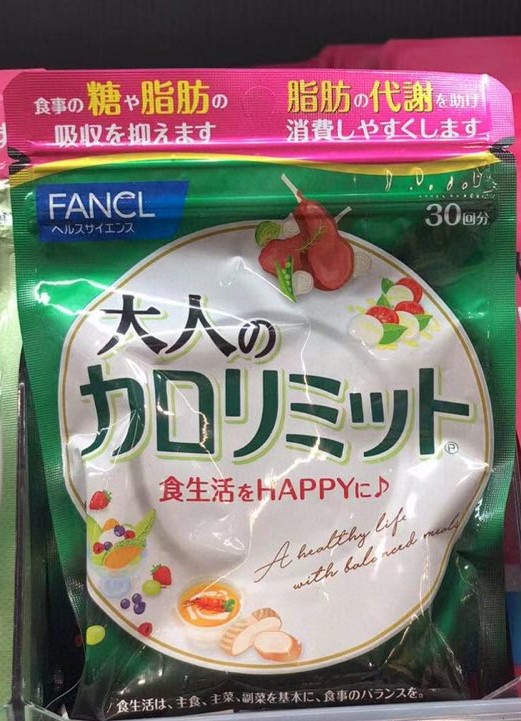 食事の糖や脂肪の
吸収を抑えます
脂肪の代謝を助け
消費しやすくします
FANCL
ヘルスサイエンス
30回分
大人の
カロリミット
食生活をHAPPYに♪
A healthy life
with balanced meals
食生活は、主食、主菜、副菜を基本に、食事のバランスを。